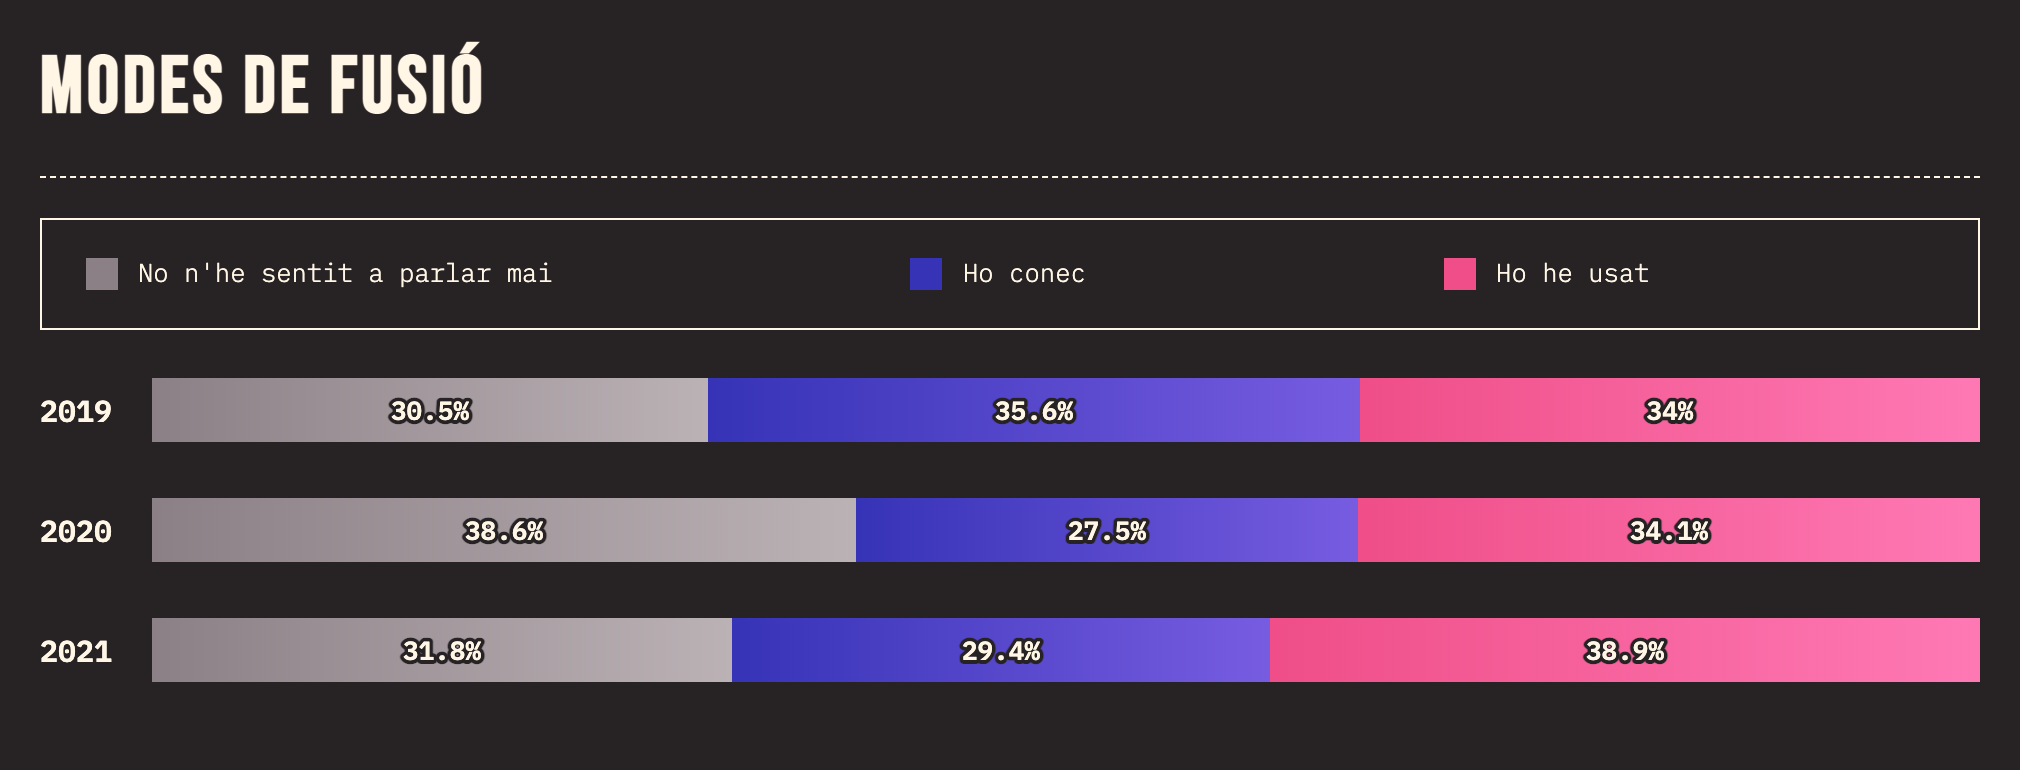 MODES DE FUSIÓ
No n'he sentit a parlar mai
Ho conec
Ho he usat
2019 30.5% 35.6% 34%
2020 38.6% 27.5% 34.1%
2021 31.8% 29.4% 38.9%